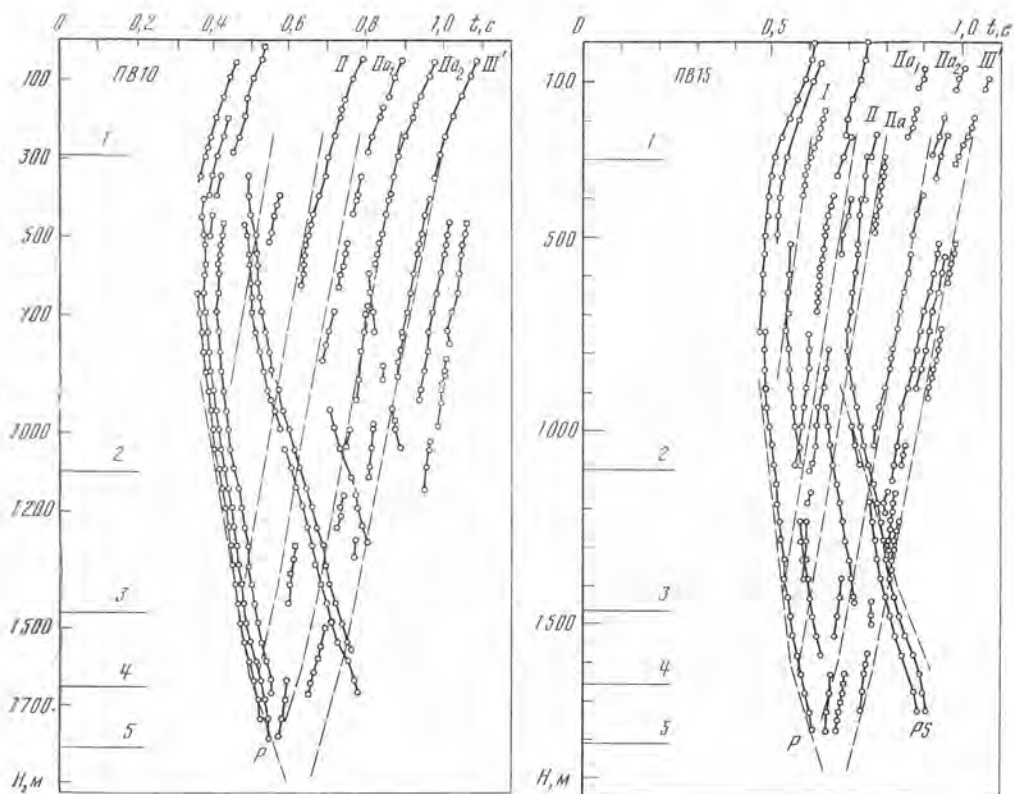 0 0,2 0,4 0,6 0,8 1,0 t,c
ПВ10
II IIa₁ IIa₂ III'
100
1
300
500
700
1000
2
1200
3
1500
4
1700
5
H, м
P
0 0,5 1,0 t,c
ПВ15
IIa₁ IIa₂ III'
I II IIa
100
1
500
1000
2
3
1500
4
5
H, м
P
PS